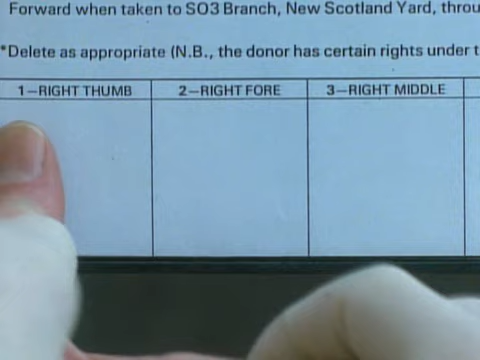 Forward when taken to SO3 Branch, New Scotland Yard,
*Delete as appropriate (N.B., the donor has certain rights under
1—RIGHT THUMB 2—RIGHT FORE 3—RIGHT MIDDLE